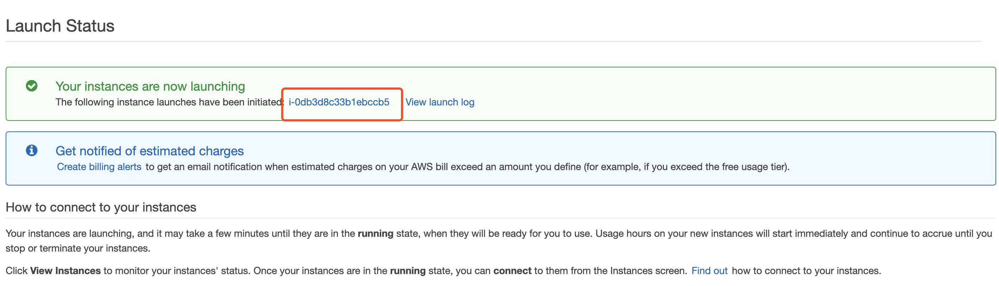 Launch Status
Your instances are now launching
The following instance launches have been initiated: i-0db3d8c33b1ebccb5 View launch log
Get notified of estimated charges
Create billing alerts to get an email notification when estimated charges on your AWS bill exceed an amount you define (for example, if you exceed the free usage tier).
How to connect to your instances
Your instances are launching, and it may take a few minutes until they are in the running state, when they will be ready for you to use. Usage hours on your new instances will start immediately and continue to accrue until you
stop or terminate your instances.
Click View Instances to monitor your instances' status. Once your instances are in the running state, you can connect to them from the Instances screen. Find out how to connect to your instances.